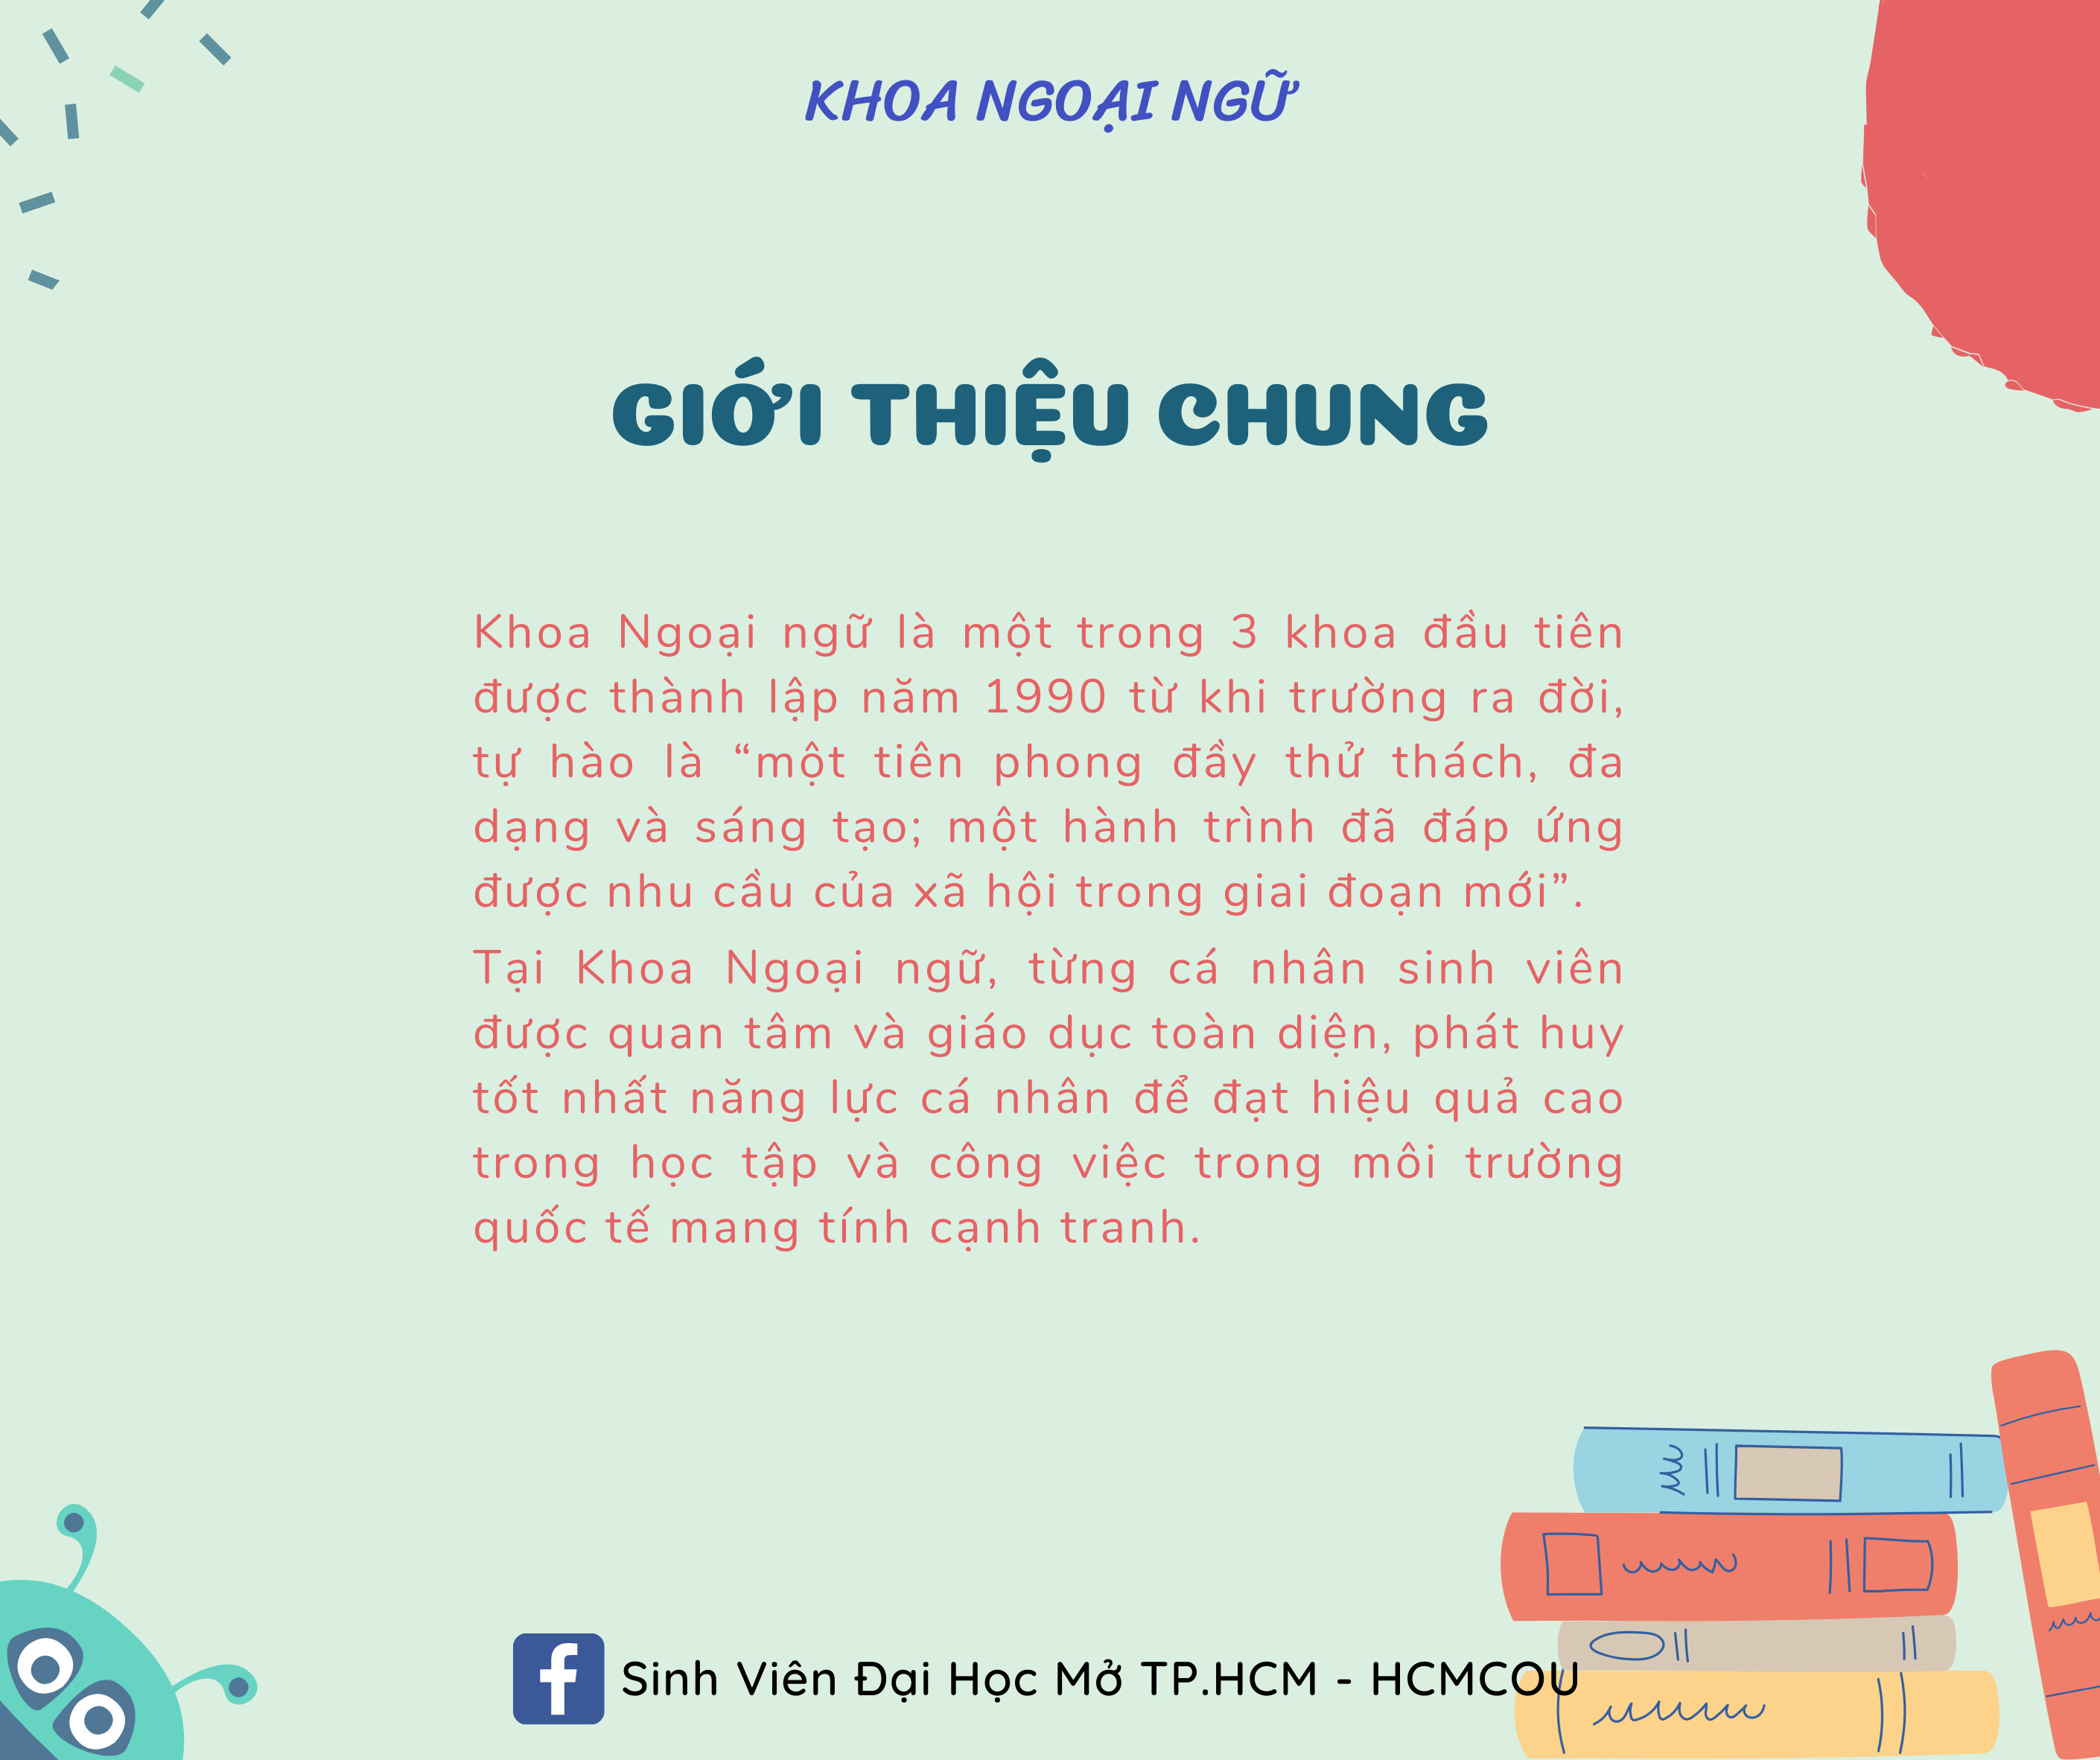 KHOA NGOẠI NGỮ
GIỚI THIỆU CHUNG
Khoa Ngoại ngữ là một trong 3 khoa đầu tiên
được thành lập năm 1990 từ khi trường ra đời,
tự hào là “một tiên phong đầy thử thách, đa
dạng và sáng tạo; một hành trình đã đáp ứng
được nhu cầu của xã hội trong giai đoạn mới”.
Tại Khoa Ngoại ngữ, từng cá nhân sinh viên
được quan tâm và giáo dục toàn diện, phát huy
tốt nhất năng lực cá nhân để đạt hiệu quả cao
trong học tập và công việc trong môi trường
quốc tế mang tính cạnh tranh.
Sinh Viên Đại Học Mở TP.HCM - HCMCOU